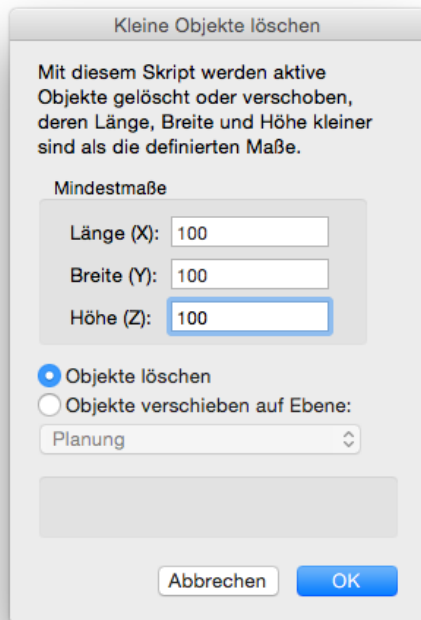 Kleine Objekte löschen
Mit diesem Skript werden aktive
Objekte gelöscht oder verschoben,
deren Länge, Breite und Höhe kleiner
sind als die definierten Maße.
Mindestmaße
Länge (X): 100
Breite (Y): 100
Höhe (Z): 100
Objekte löschen
Objekte verschieben auf Ebene:
Planung
Abbrechen OK